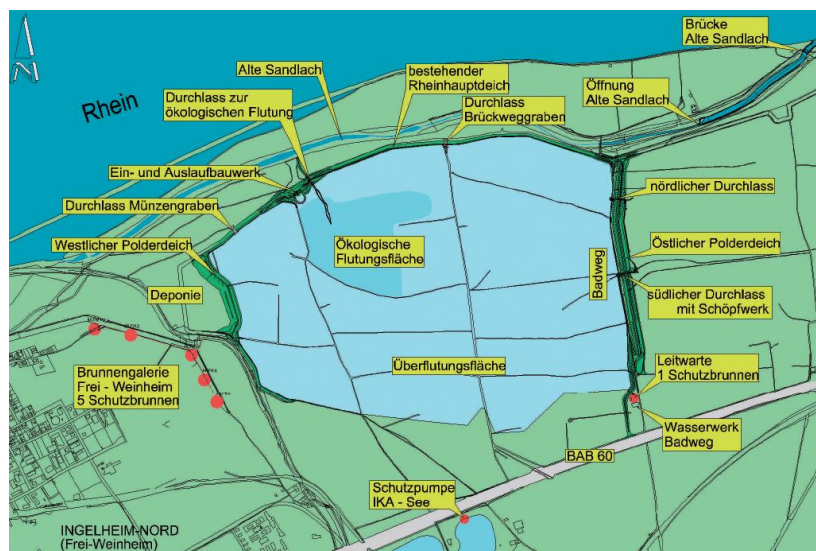 Brücke
Alte Sandlach
Alte Sandlach
bestehender
Rheinhauptdeich
Öffnung
Alte Sandlach
Rhein
Durchlass zur
ökologischen Flutung
Durchlass
Brückweggraben
N
Ein- und Auslaufbauwerk
nördlicher Durchlass
Durchlass Münzengraben
Westlicher Polderdeich
Ökologische
Flutungsfläche
Östlicher Polderdeich
Badweg
Deponie
südlicher Durchlass
mit Schöpfwerk
Überflutungsfläche
Leitwarte
1 Schutzbrunnen
Brunnengalerie
Frei - Weinheim
5 Schutzbrunnen
Wasserwerk
Badweg
BAB 60
Schutzpumpe
IKA - See
INGELHEIM-NORD
(Frei-Weinheim)